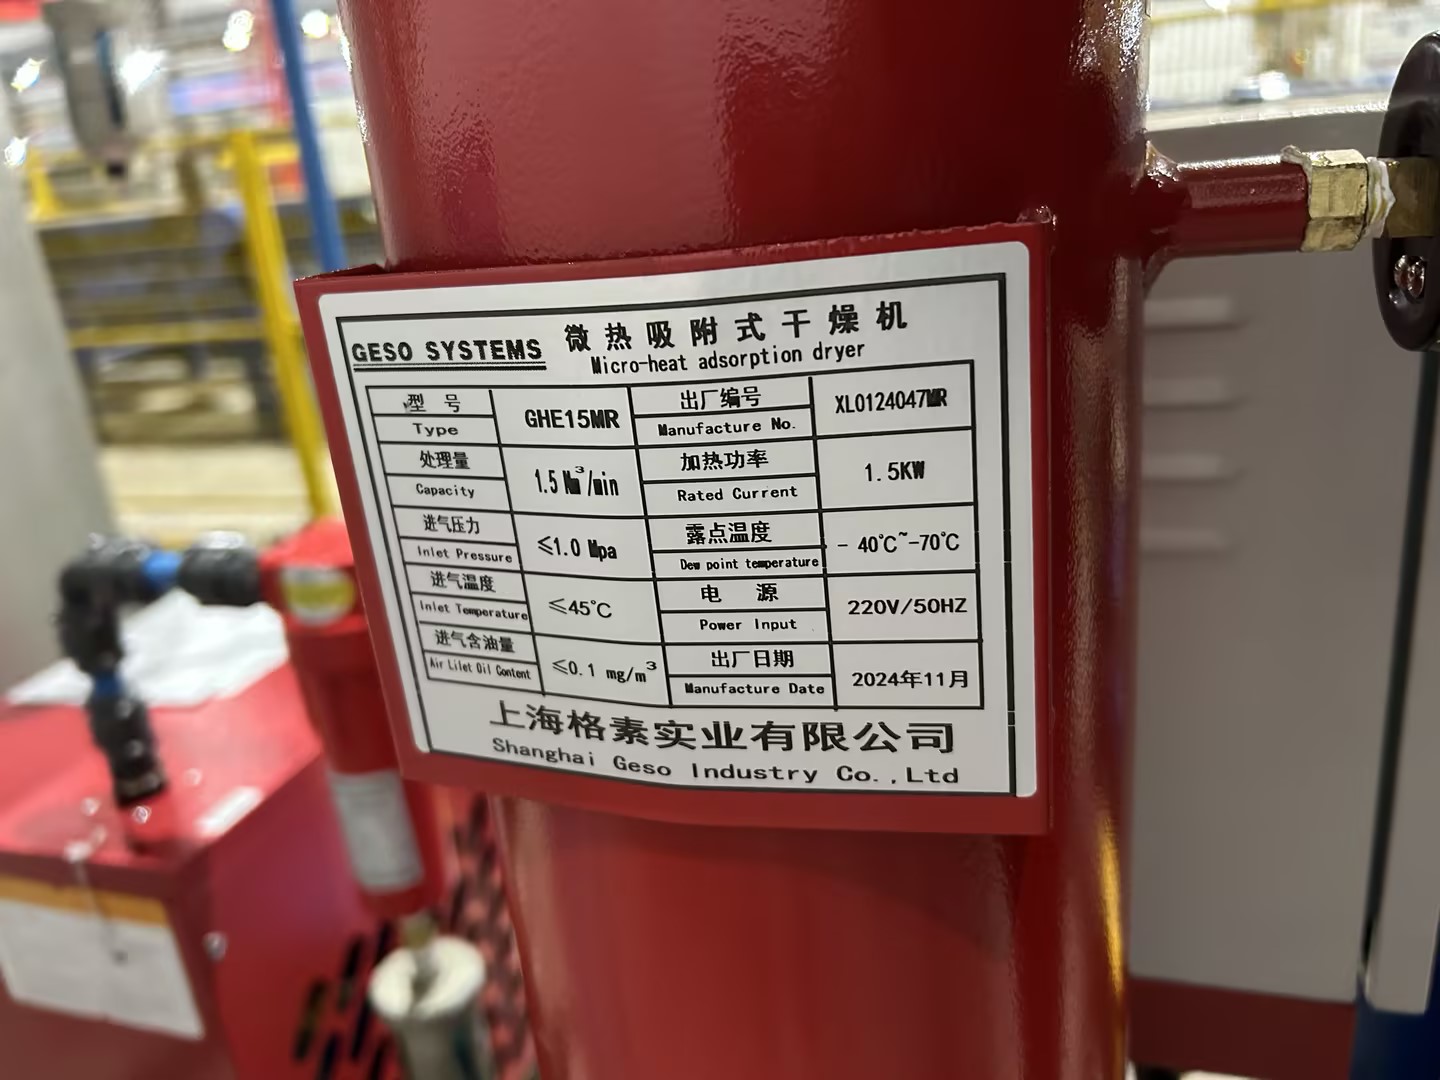 GESO SYSTEMS
微热吸附式干燥机
Micro-heat adsorption dryer
型 号
Type
GHE15MR
出厂编号
Manufacture No.
XL0124047MR
处理量
Capacity
1.5 Nm³/min
加热功率
Rated Current
1.5KW
进气压力
Inlet Pressure
≤1.0 Mpa
露点温度
Dew point temperature
- 40℃~-70℃
进气温度
Inlet Temperature
≤45℃
电 源
Power Input
220V/50HZ
进气含油量
Air Lilet Oil Content
≤0.1 mg/m³
出厂日期
Manufacture Date
2024年11月
上海格素实业有限公司
Shanghai Geso Industry Co.,Ltd